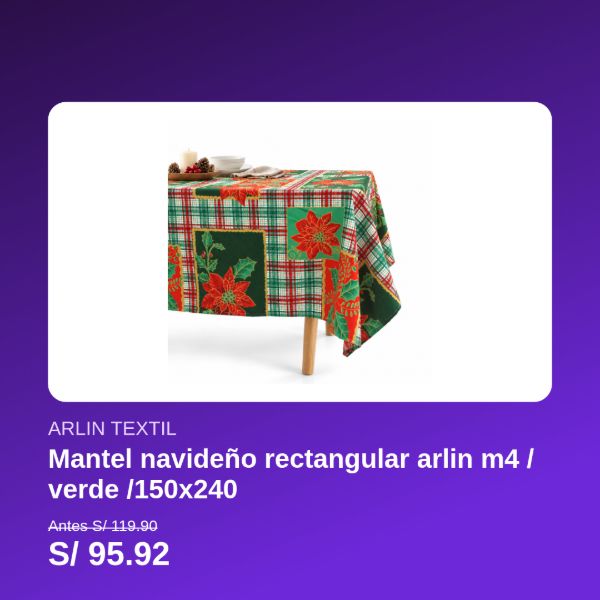 ARLIN TEXTIL
Mantel navideño rectangular arlin m4 /
verde /150x240
Antes S/ 119.90
S/ 95.92